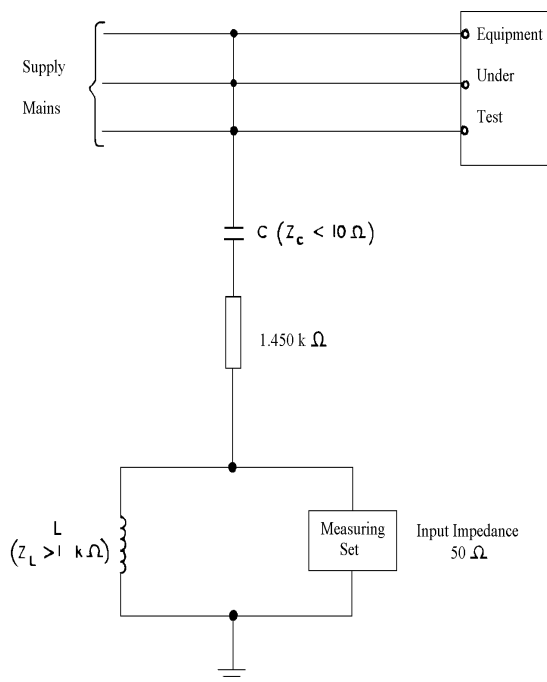 Equipment
Supply
Under
Mains
Test
C (Z_C < 10 Ω)
1.450 k Ω
L
(Z_L >1 k Ω)
Measuring
Set
Input Impedance
50 Ω